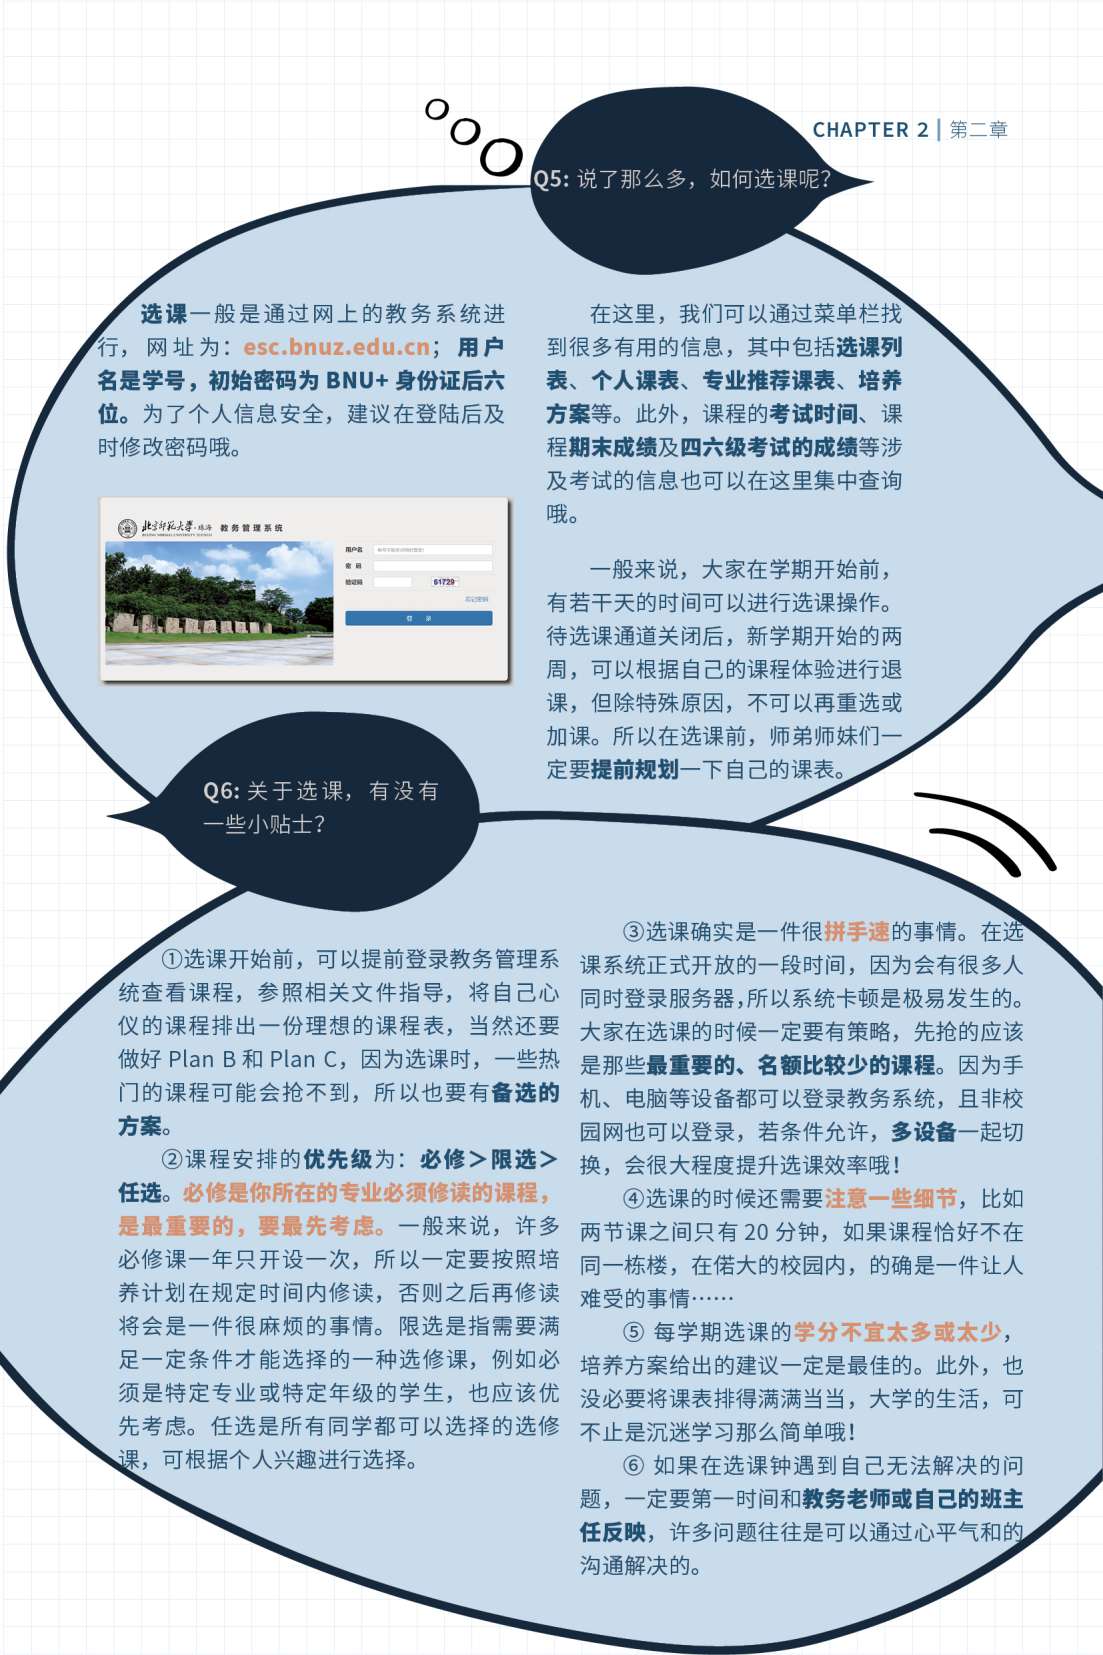 CHAPTER 2 | 第二章
Q5: 说了那么多，如何选课呢？
选课一般是通过网上的教务系统进
行，网址为：esc.bnuz.edu.cn；用户
名是学号，初始密码为 BNU+ 身份证后六
位。为了个人信息安全，建议在登陆后及
时修改密码哦。
北京师范大学·珠海 教务管理系统
BEIJING NORMAL UNIVERSITY·ZHUHAI
用户名
密 码
验证码
61729
忘记密码
登 录
在这里，我们可以通过菜单栏找
到很多有用的信息，其中包括选课列
表、个人课表、专业推荐课表、培养
方案等。此外，课程的考试时间、课
程期末成绩及四六级考试的成绩等涉
及考试的信息也可以在这里集中查询
哦。
一般来说，大家在学期开始前，
有若干天的时间可以进行选课操作。
待选课通道关闭后，新学期开始的两
周，可以根据自己的课程体验进行退
课，但除特殊原因，不可以再重选或
加课。所以在选课前，师弟师妹们一
定要提前规划一下自己的课表。
Q6: 关于选课，有没有
一些小贴士？
①选课开始前，可以提前登录教务管理系
统查看课程，参照相关文件指导，将自己心
仪的课程排出一份理想的课程表，当然还要
做好 Plan B 和 Plan C，因为选课时，一些热
门的课程可能会抢不到，所以也要有备选的
方案。
②课程安排的优先级为：必修＞限选＞
任选。必修是你所在的专业必须修读的课程，
是最重要的，要最先考虑。一般来说，许多
必修课一年只开设一次，所以一定要按照培
养计划在规定时间内修读，否则之后再修读
将会是一件很麻烦的事情。限选是指需要满
足一定条件才能选择的一种选修课，例如必
须是特定专业或特定年级的学生，也应该优
先考虑。任选是所有同学都可以选择的选修
课，可根据个人兴趣进行选择。
③选课确实是一件很拼手速的事情。在选
课系统正式开放的一段时间，因为会有很多人
同时登录服务器，所以系统卡顿是极易发生的。
大家在选课的时候一定要有策略，先抢的应该
是那些最重要的、名额比较少的课程。因为手
机、电脑等设备都可以登录教务系统，且非校
园网也可以登录，若条件允许，多设备一起切
换，会很大程度提升选课效率哦！
④选课的时候还需要注意一些细节，比如
两节课之间只有 20 分钟，如果课程恰好不在
同一栋楼，在偌大的校园内，的确是一件让人
难受的事情……
⑤ 每学期选课的学分不宜太多或太少，
培养方案给出的建议一定是最佳的。此外，也
没必要将课表排得满满当当，大学的生活，可
不止是沉迷学习那么简单哦！
⑥ 如果在选课钟遇到自己无法解决的问
题，一定要第一时间和教务老师或自己的班主
任反映，许多问题往往是可以通过心平气和的
沟通解决的。